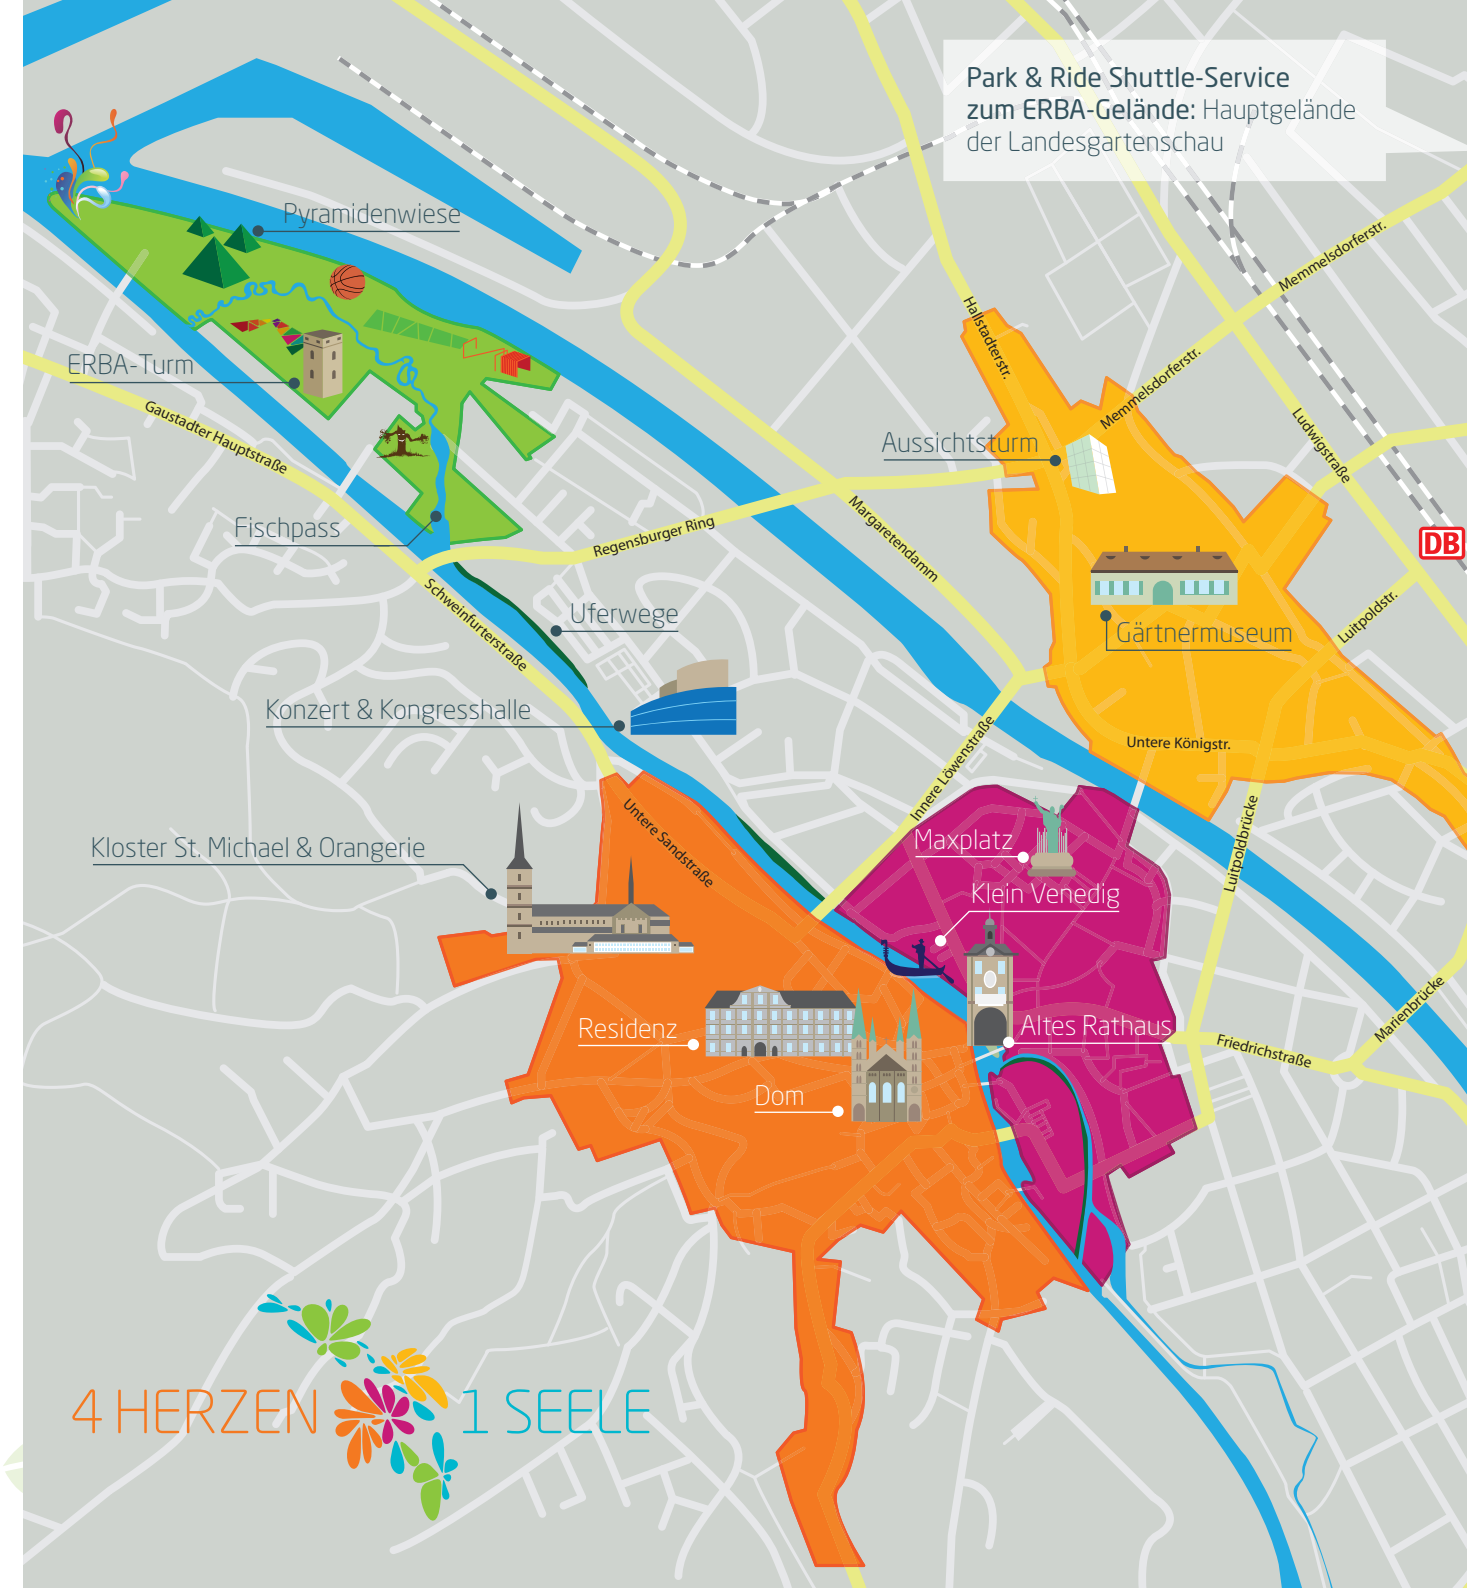 Park & Ride Shuttle-Service
zum ERBA-Gelände: Hauptgelände
der Landesgartenschau
Pyramidenwiese
Memmelsdorferstr.
Hallstadterstr.
ERBA-Turm
Memmelsdorferstr.
Gaustadter Hauptstraße
Ludwigstraße
Aussichtsturm
Fischpass
Regensburger Ring
Margaretendamm
DB
Schweinfurterstraße
Uferwege
Luitpoldstr.
Gärtnermuseum
Konzert & Kongresshalle
Untere Königstr.
Innere Löwenstraße
Untere Sandstraße
Luitpoldbrücke
Maxplatz
Kloster St. Michael & Orangerie
Klein Venedig
Marienbrücke
Residenz
Altes Rathaus
Friedrichstraße
Dom
4 HERZEN 1 SEELE